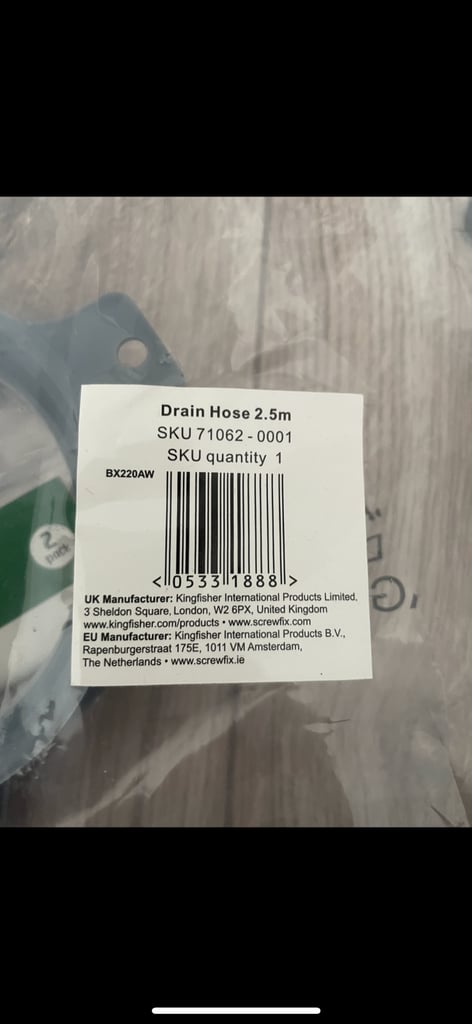 Drain Hose 2.5m
SKU 71062 - 0001
SKU quantity 1
BX220AW
<05331888>
UK Manufacturer: Kingfisher International Products Limited,
3 Sheldon Square, London, W2 6PX, United Kingdom
www.kingfisher.com/products • www.screwfix.com
EU Manufacturer: Kingfisher International Products B.V.,
Rapenburgerstraat 175E, 1011 VM Amsterdam,
The Netherlands • www.screwfix.ie
2
pack